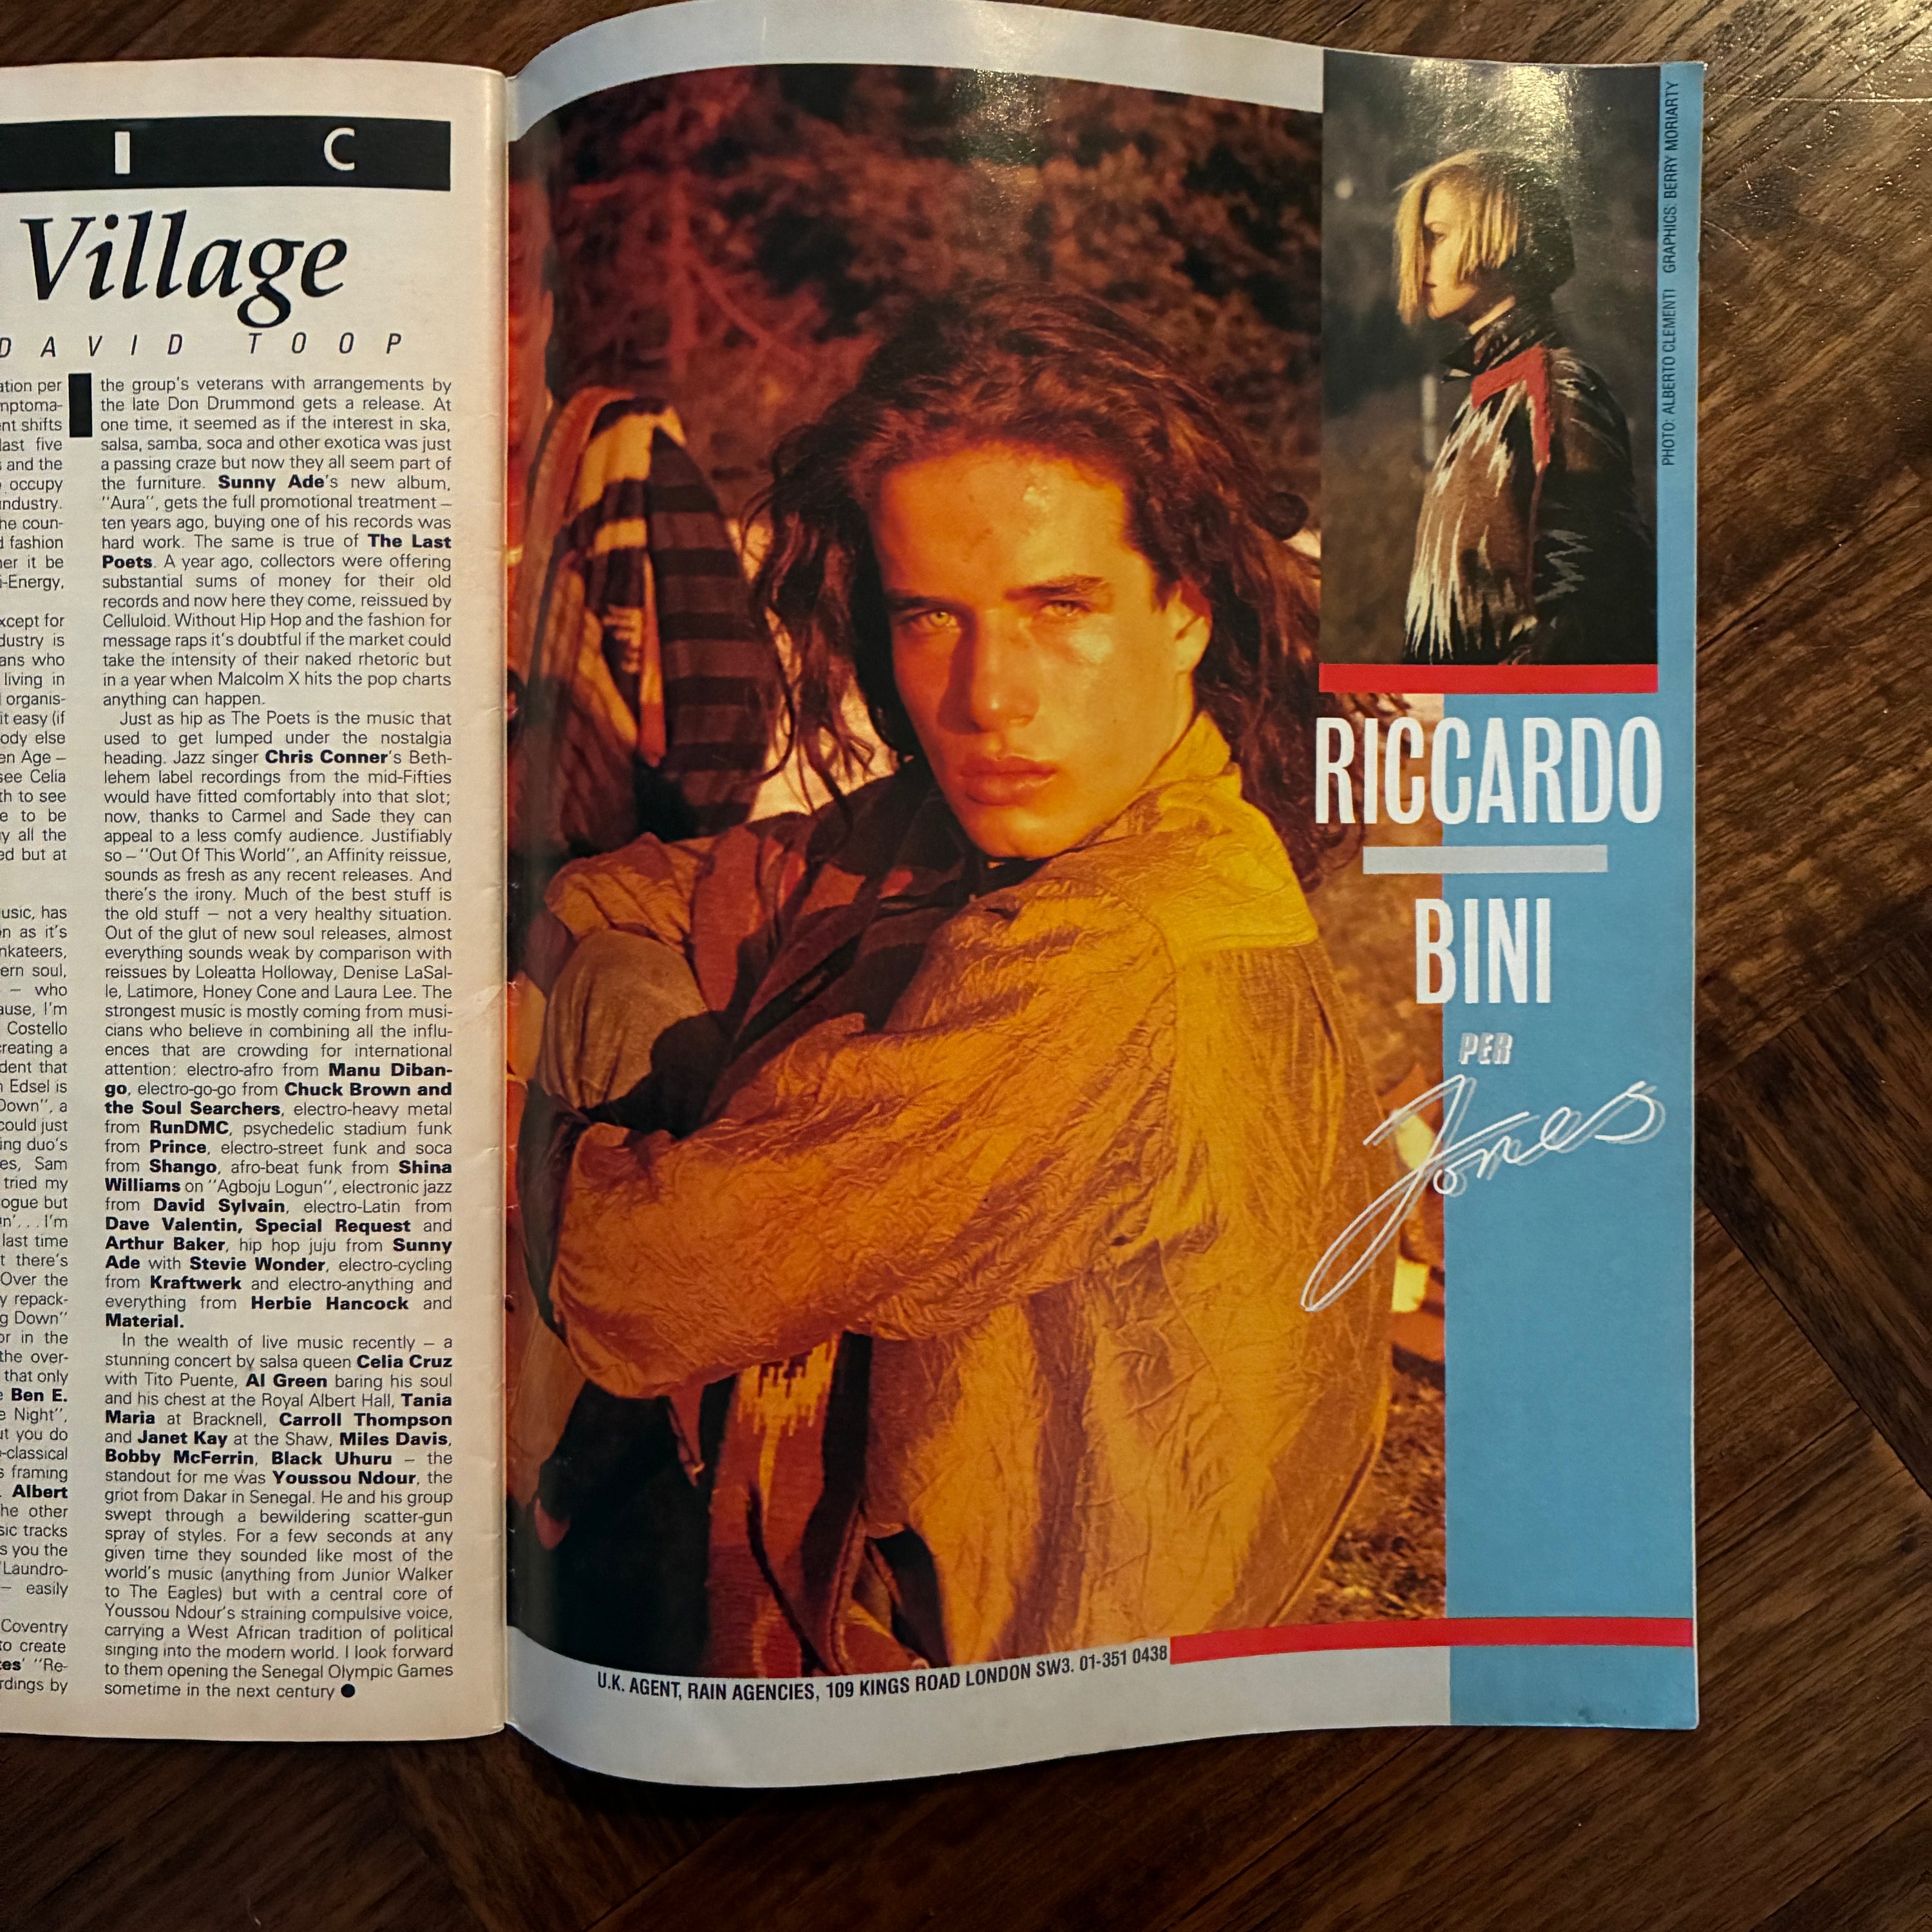 I C
Village
DAVID TOOP
ation per
mptoma-
nt shifts
last five
and the
occupy
ndustry.
he coun-
fashion
er it be
-Energy,
xcept for
dustry is
ans who
living in
organis-
it easy (if
ody else
en Age –
see Celia
th to see
e to be
y all the
ed but at
usic, has
n as it's
nkateers,
ern soul,
– who
ause, I'm
Costello
reating a
dent that
Edsel is
Down", a
could just
ing duo's
es, Sam
tried my
ogue but
n'. . . I'm
last time
t there's
Over the
y repack-
g Down"
or in the
the over-
that only
Ben E.
e Night",
ut you do
-classical
s framing
Albert
he other
sic tracks
s you the
"Laundro-
– easily
Coventry
to create
tes' "Re-
rdings by
the group's veterans with arrangements by
the late Don Drummond gets a release. At
one time, it seemed as if the interest in ska,
salsa, samba, soca and other exotica was just
a passing craze but now they all seem part of
the furniture. Sunny Ade's new album,
"Aura", gets the full promotional treatment –
ten years ago, buying one of his records was
hard work. The same is true of The Last
Poets. A year ago, collectors were offering
substantial sums of money for their old
records and now here they come, reissued by
Celluloid. Without Hip Hop and the fashion for
message raps it's doubtful if the market could
take the intensity of their naked rhetoric but
in a year when Malcolm X hits the pop charts
anything can happen.
Just as hip as The Poets is the music that
used to get lumped under the nostalgia
heading. Jazz singer Chris Conner's Beth-
lehem label recordings from the mid-Fifties
would have fitted comfortably into that slot;
now, thanks to Carmel and Sade they can
appeal to a less comfy audience. Justifiably
so – "Out Of This World", an Affinity reissue,
sounds as fresh as any recent releases. And
there's the irony. Much of the best stuff is
the old stuff – not a very healthy situation.
Out of the glut of new soul releases, almost
everything sounds weak by comparison with
reissues by Loleatta Holloway, Denise LaSal-
le, Latimore, Honey Cone and Laura Lee. The
strongest music is mostly coming from musi-
cians who believe in combining all the influ-
ences that are crowding for international
attention: electro-afro from Manu Diban-
go, electro-go-go from Chuck Brown and
the Soul Searchers, electro-heavy metal
from RunDMC, psychedelic stadium funk
from Prince, electro-street funk and soca
from Shango, afro-beat funk from Shina
Williams on "Agboju Logun", electronic jazz
from David Sylvain, electro-Latin from
Dave Valentin, Special Request and
Arthur Baker, hip hop juju from Sunny
Ade with Stevie Wonder, electro-cycling
from Kraftwerk and electro-anything and
everything from Herbie Hancock and
Material.
In the wealth of live music recently – a
stunning concert by salsa queen Celia Cruz
with Tito Puente, Al Green baring his soul
and his chest at the Royal Albert Hall, Tania
Maria at Bracknell, Carroll Thompson
and Janet Kay at the Shaw, Miles Davis,
Bobby McFerrin, Black Uhuru – the
standout for me was Youssou Ndour, the
griot from Dakar in Senegal. He and his group
swept through a bewildering scatter-gun
spray of styles. For a few seconds at any
given time they sounded like most of the
world's music (anything from Junior Walker
to The Eagles) but with a central core of
Youssou Ndour's straining compulsive voice,
carrying a West African tradition of political
singing into the modern world. I look forward
to them opening the Senegal Olympic Games
sometime in the next century ●
PHOTO: ALBERTO CLEMENTI GRAPHICS: BERRY MORIARTY
RICCARDO
BINI
PER
Jones
U.K. AGENT, RAIN AGENCIES, 109 KINGS ROAD LONDON SW3. 01-351 0438